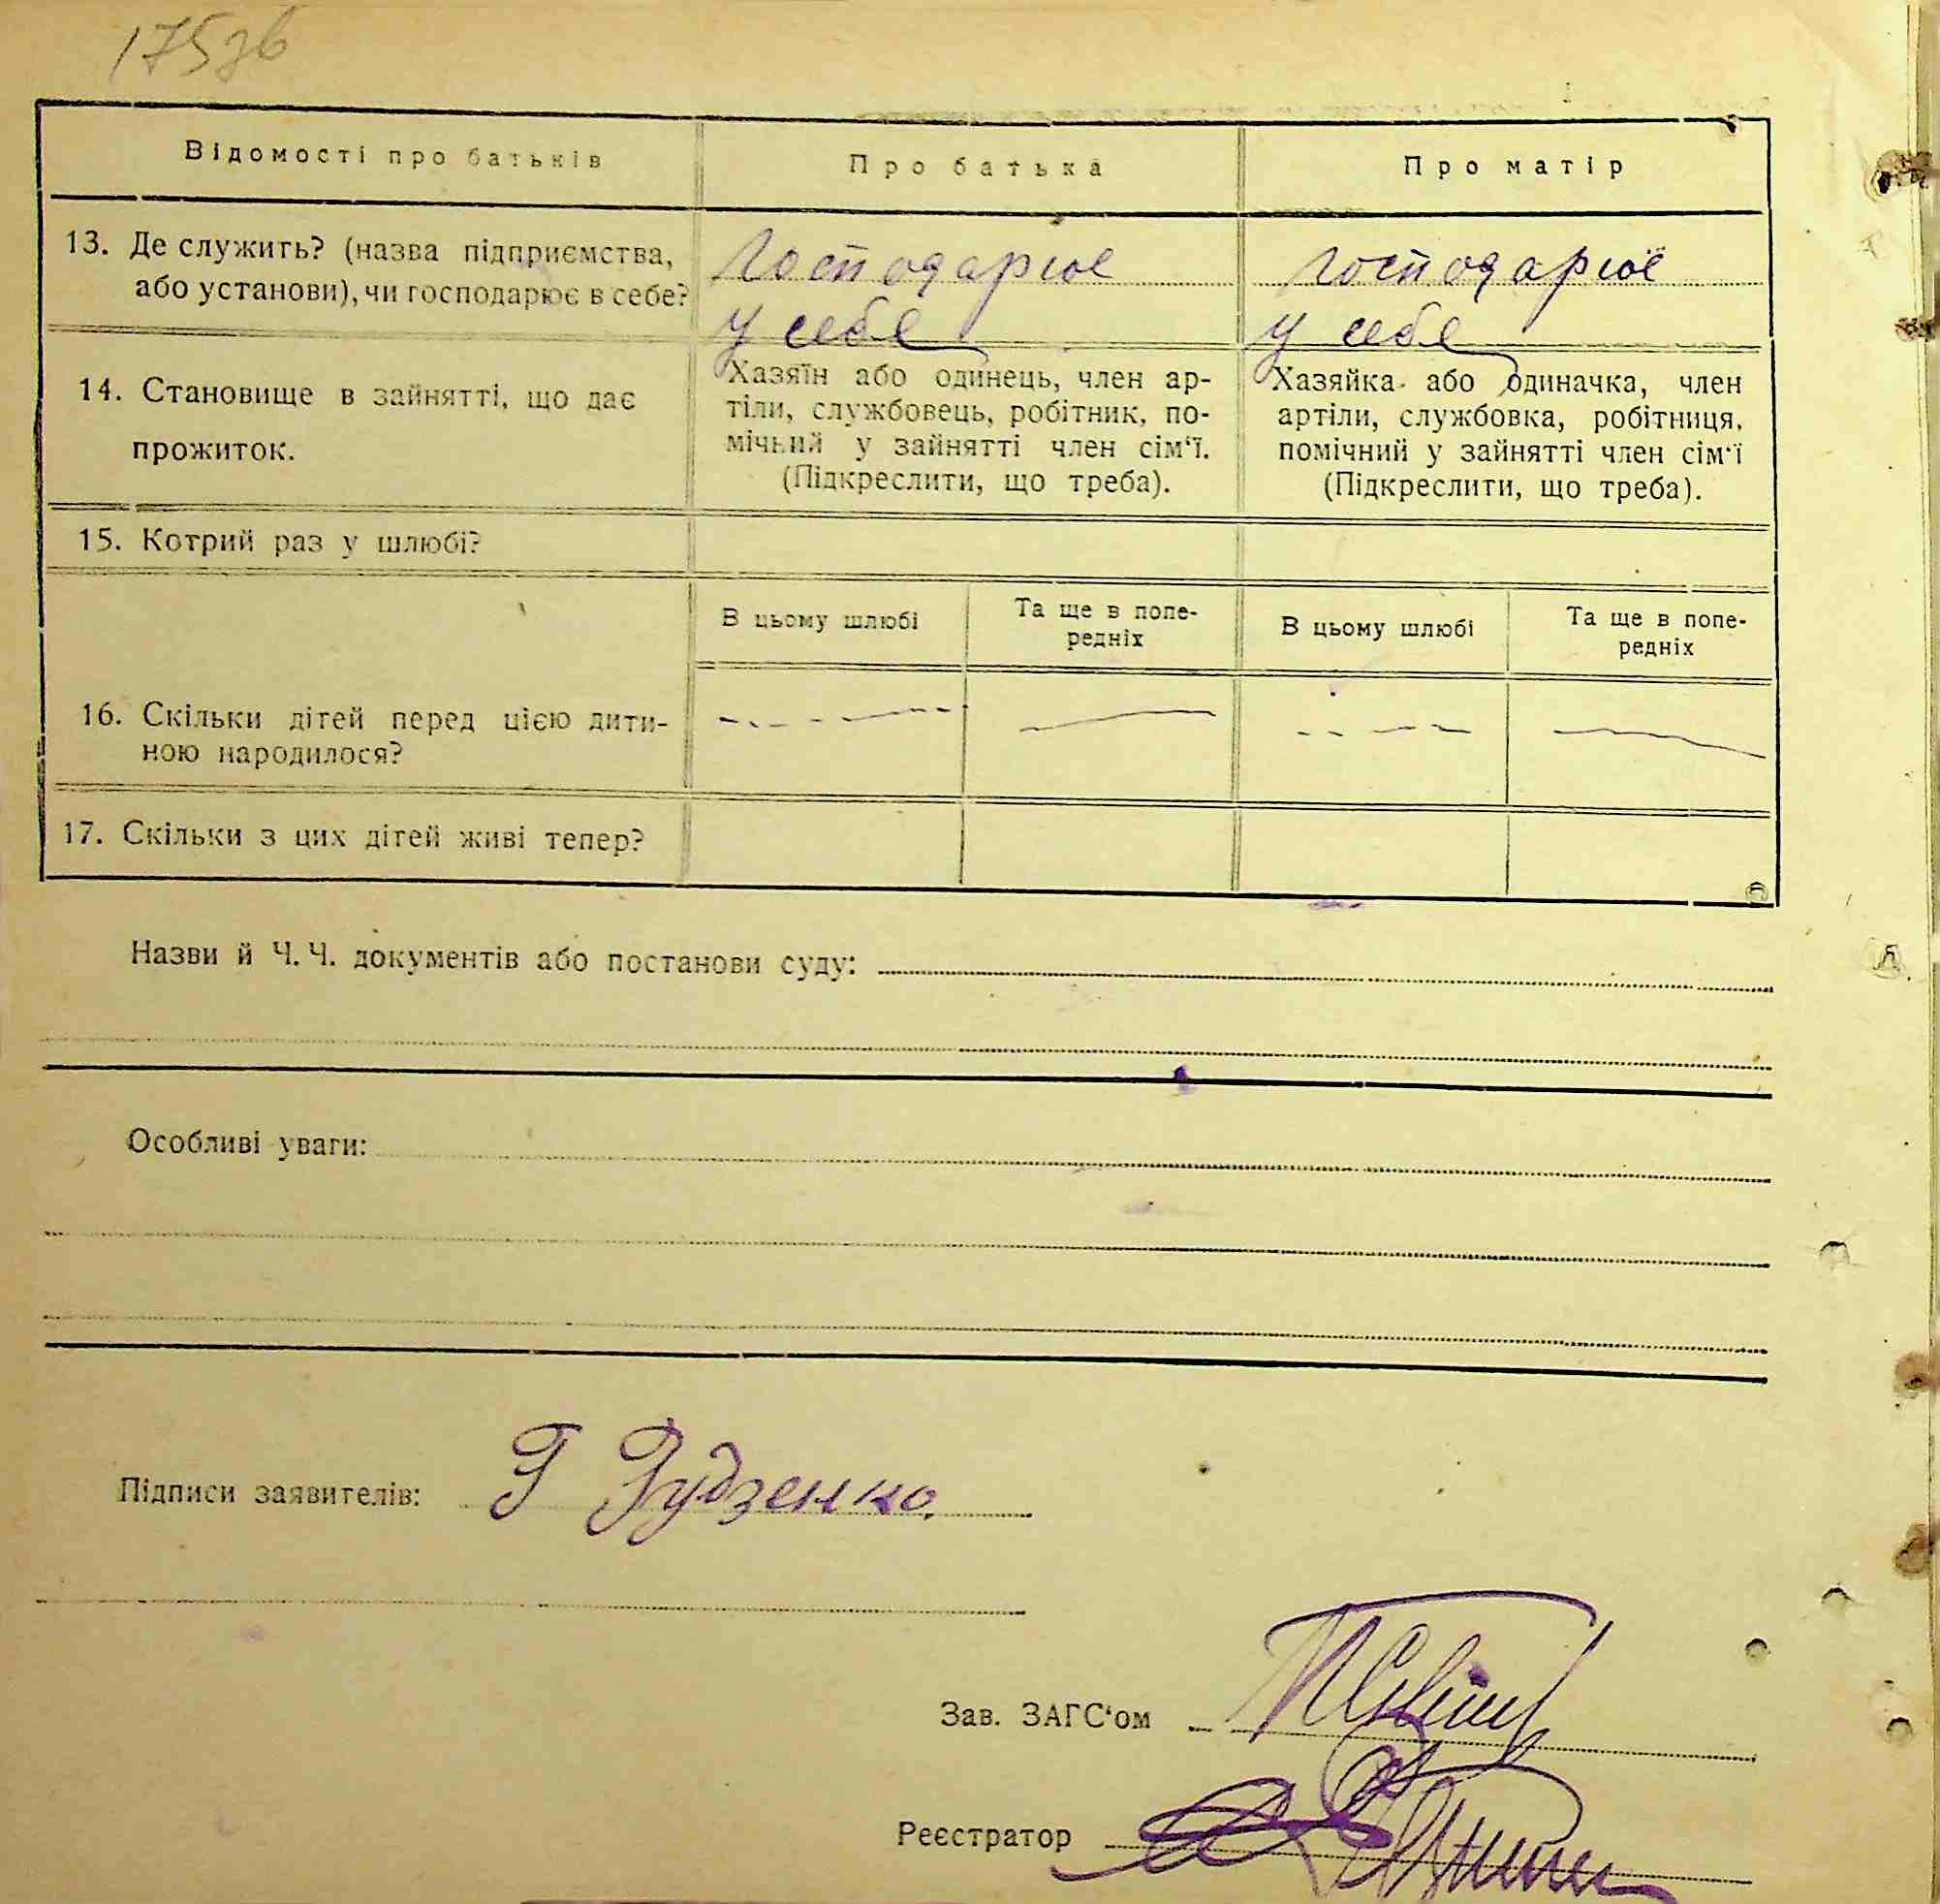 175зв
Відомості про батьків
Про батька
Про матір
13. Де служить? (назва підприємства,
або установи), чи господарює в себе?
господарює
у себе
господарює
у себе
14. Становище в зайнятті, що дає
прожиток.
Хазяїн або одинець, член ар-
тіли, службовець, робітник, по-
мічний у зайнятті член сім‘ї.
(Підкреслити, що треба).
Хазяйка або одиначка, член
артіли, службовка, робітниця,
помічний у зайнятті член сім‘ї
(Підкреслити, що треба).
15. Котрий раз у шлюбі?
В цьому шлюбі
Та ще в попе-
редніх
В цьому шлюбі
Та ще в попе-
редніх
16. Скільки дітей перед цією дити-
ною народилося?
17. Скільки з цих дітей живі тепер?
Назви й Ч. Ч. документів або постанови суду:
Особливі уваги:
Підписи заявителів: Г Рудзенко.
Зав. ЗАГС‘ом
Реєстратор